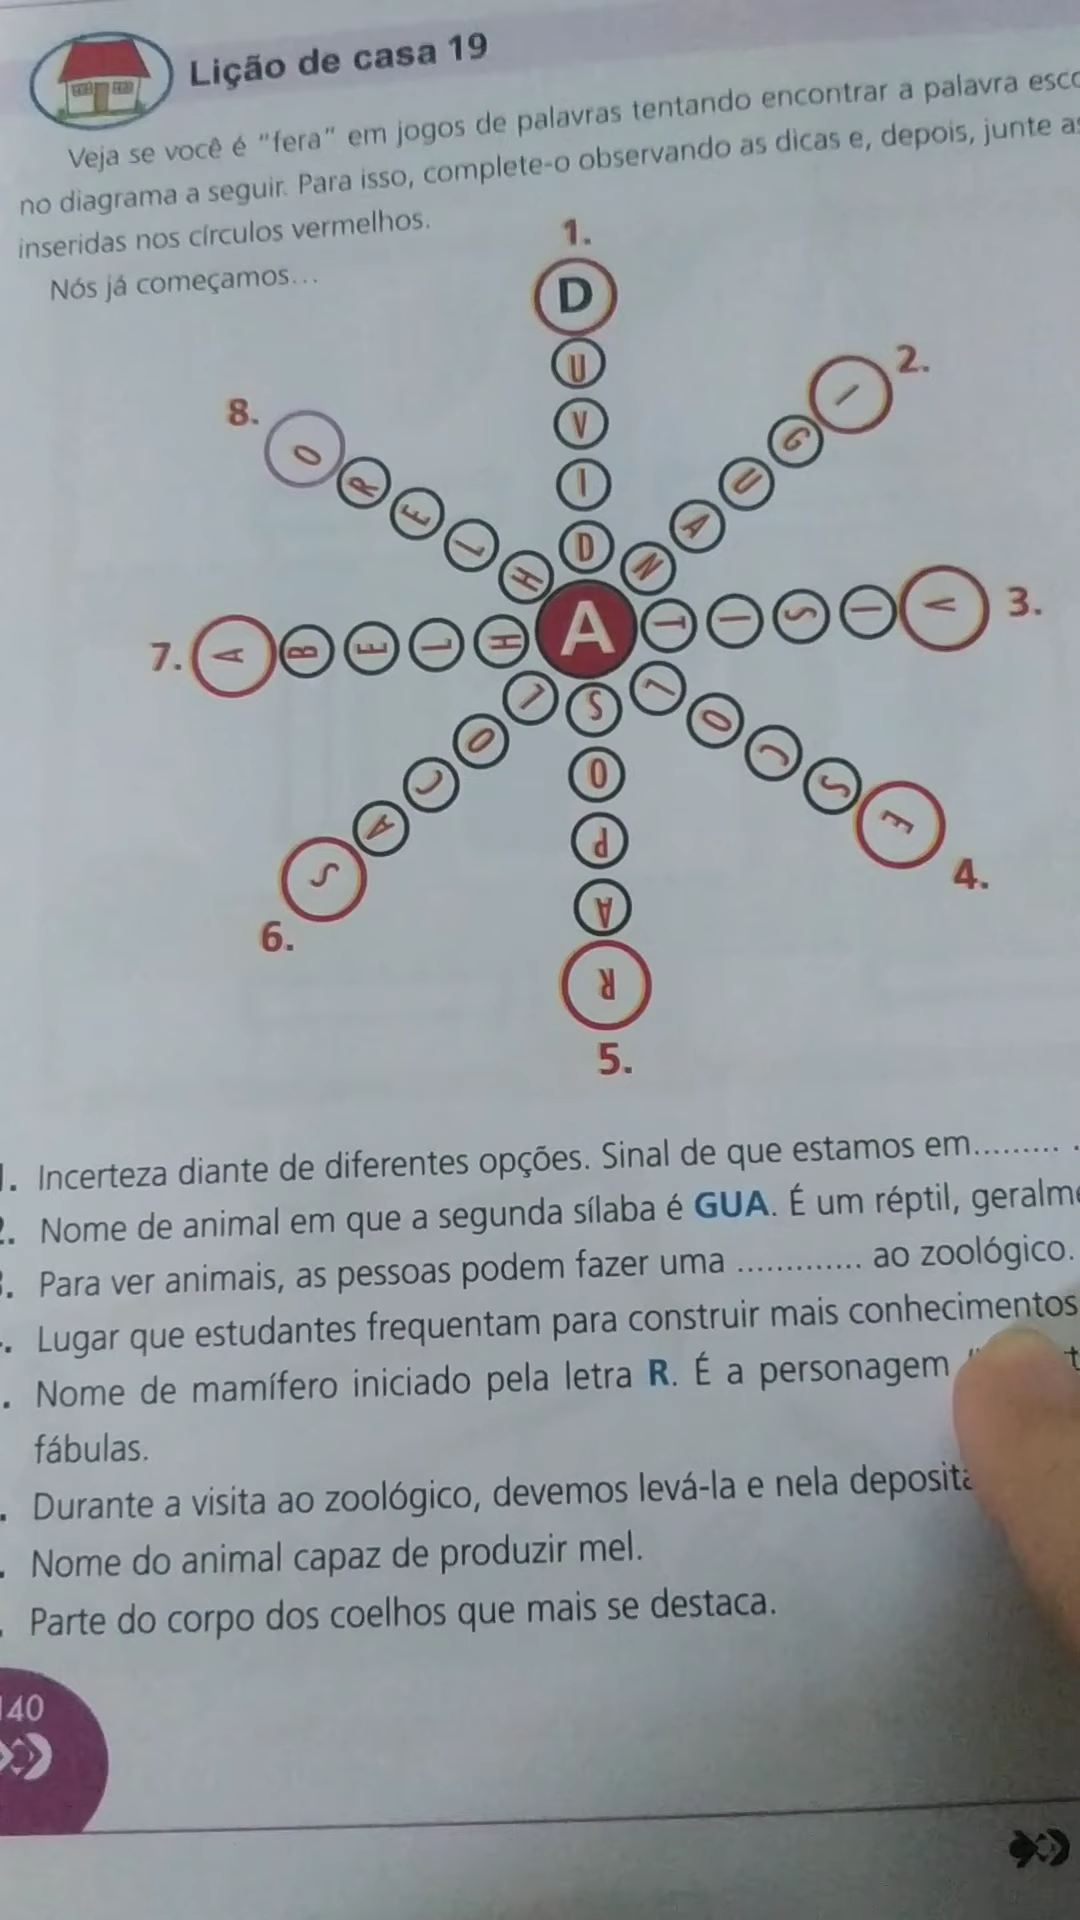 Lição de casa 19
Veja se você é "fera" em jogos de palavras tentando encontrar a palavra
no diagrama a seguir. Para isso, complete-o observando as dicas e, depois, junte
inseridas nos círculos vermelhos.
Nós já começamos...
1.
D U V I D
2.
I G U A N
3.
V I S I T
A
4.
E S C O L
5.
R A P O S
6.
S A C O L
7.
A B E L H
8.
O R E L H
Incerteza diante de diferentes opções. Sinal de que estamos em......... .
Nome de animal em que a segunda sílaba é GUA. É um réptil,
Para ver animais, as pessoas podem fazer uma ............. ao zoológico.
Lugar que estudantes frequentam para construir mais conhecimentos
Nome de mamífero iniciado pela letra R. É a personagem
fábulas.
Durante a visita ao zoológico, devemos levá-la e nela
Nome do animal capaz de produzir mel.
Parte do corpo dos coelhos que mais se destaca.
140